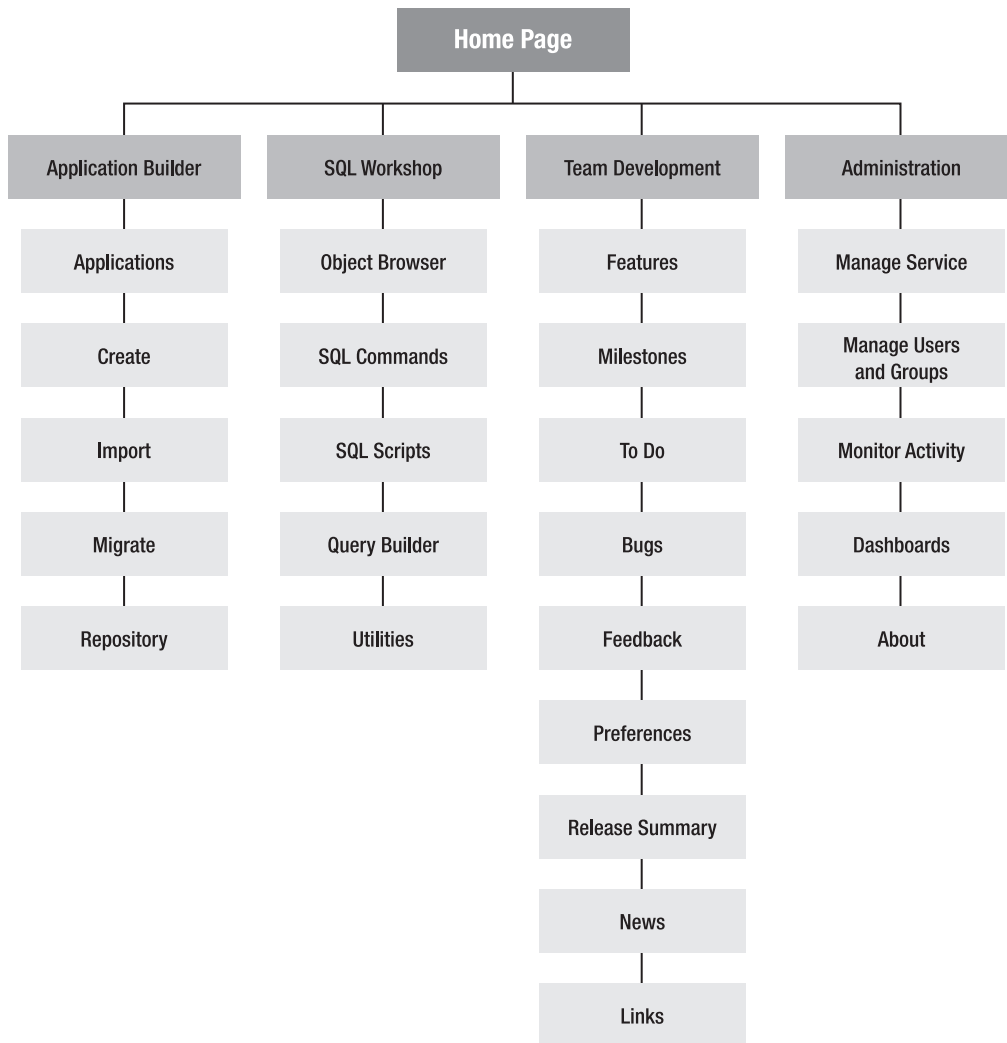 Home Page
Application Builder
SQL Workshop
Team Development
Administration
Applications
Object Browser
Features
Manage Service
Create
SQL Commands
Milestones
Manage Users
and Groups
Import
SQL Scripts
To Do
Monitor Activity
Migrate
Query Builder
Bugs
Dashboards
Repository
Utilities
Feedback
About
Preferences
Release Summary
News
Links